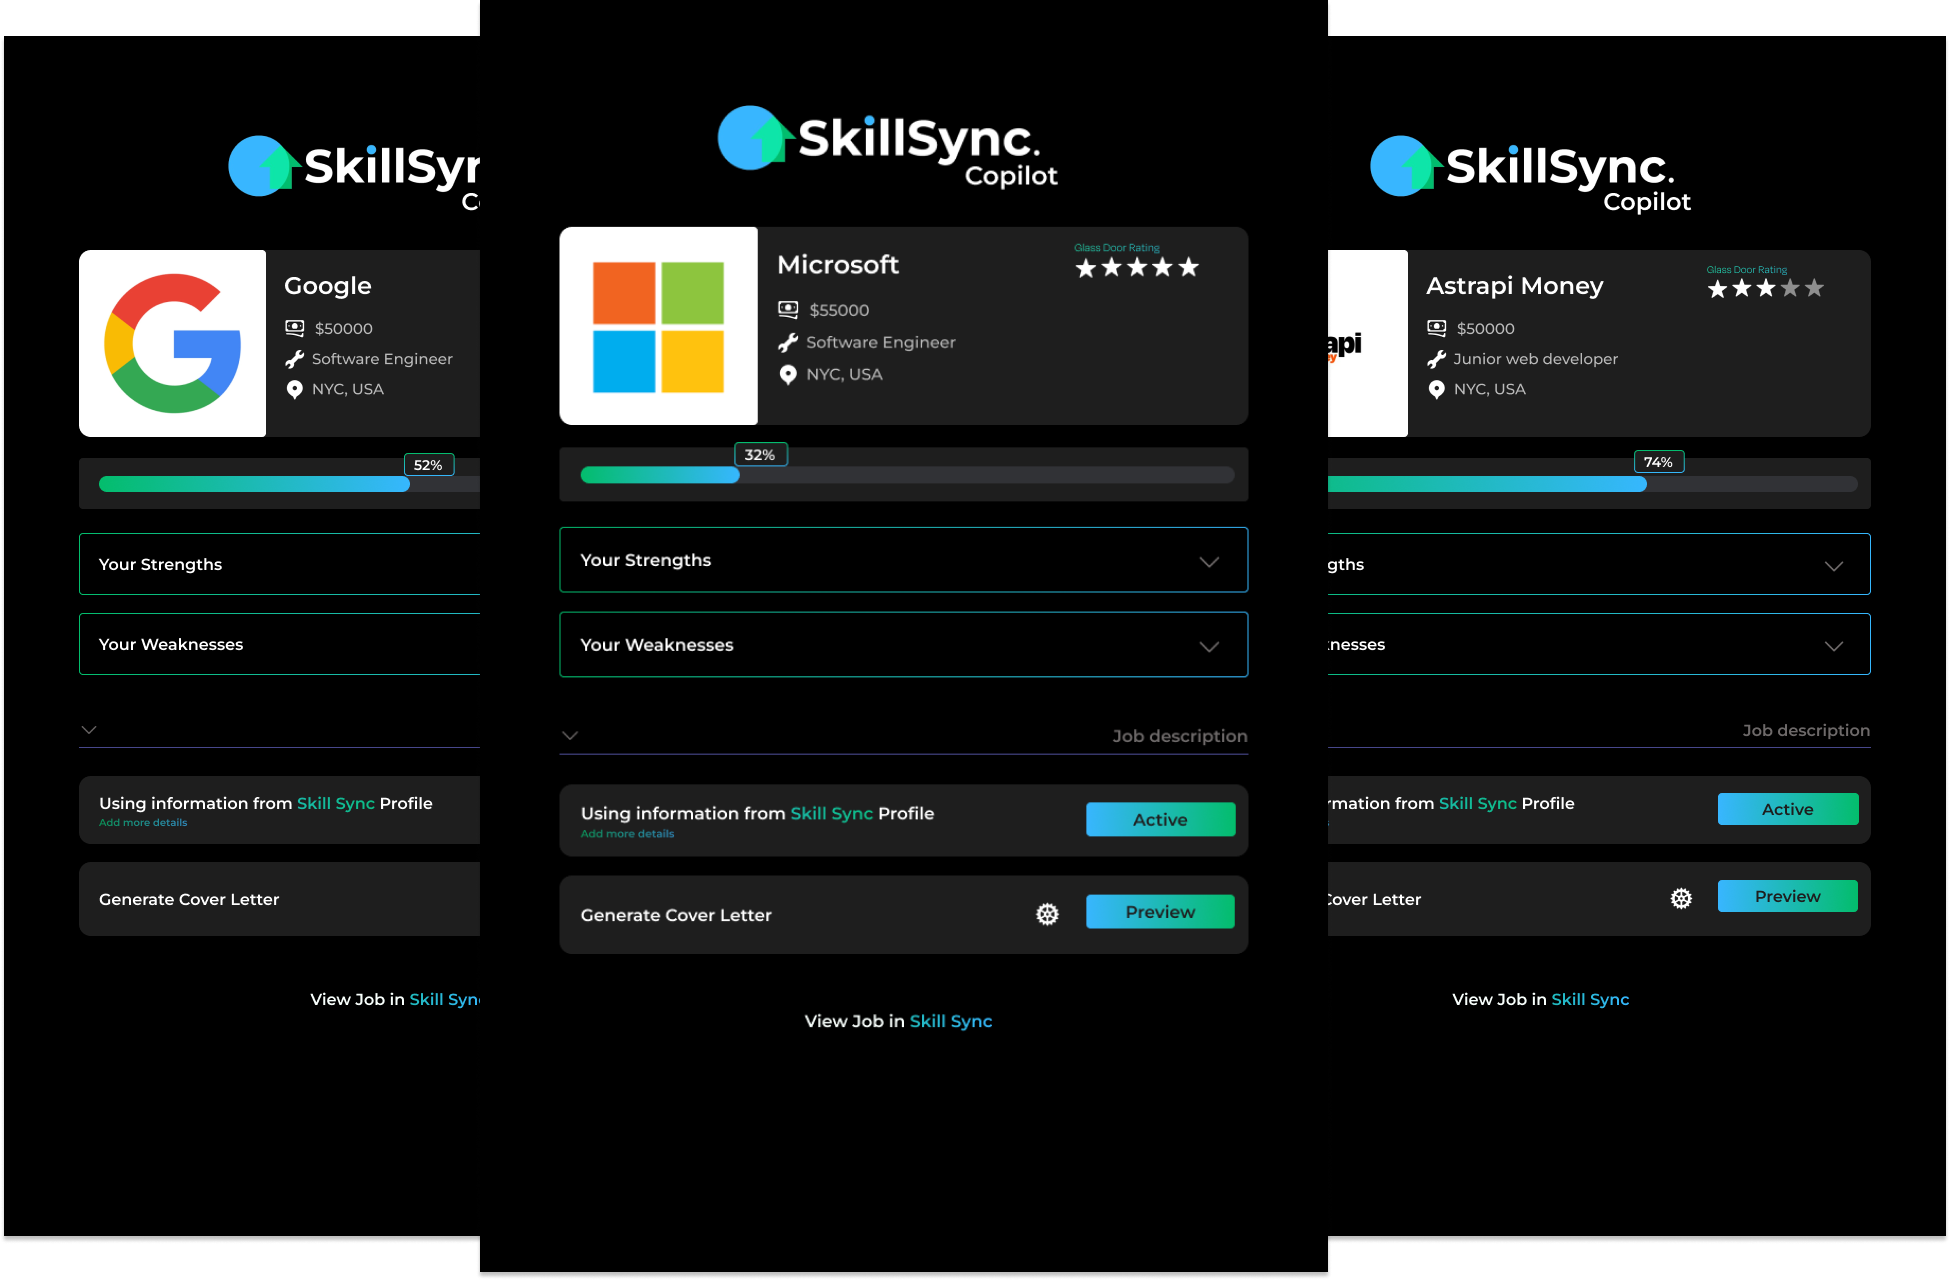 SkillSyn
Google
$50000
Software Engineer
NYC, USA
52%
Your Strengths
Your Weaknesses
Using information from Skill Sync Profile
Add more details
Generate Cover Letter
View Job in Skill Syn
SkillSync.
Copilot
Microsoft
Glass Door Rating
$55000
Software Engineer
NYC, USA
32%
Your Strengths
Your Weaknesses
Job description
Using information from Skill Sync Profile
Add more details
Active
Generate Cover Letter
Preview
View Job in Skill Sync
SkillSync.
Copilot
Astrapi Money
Glass Door Rating
$50000
Junior web developer
NYC, USA
api
74%
gths
nesses
Job description
rmation from Skill Sync Profile
Active
Cover Letter
Preview
View Job in Skill Sync